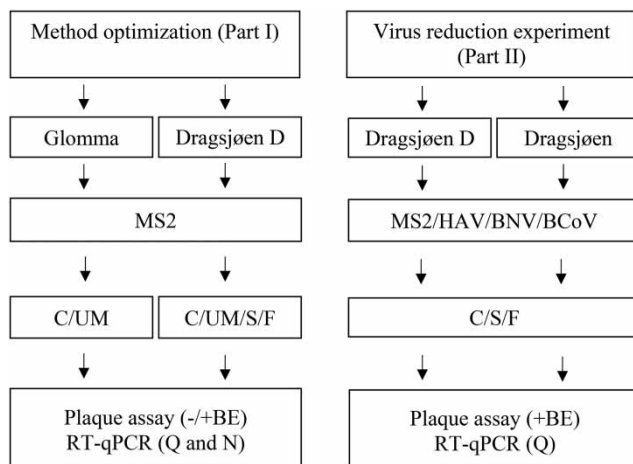 Method optimization (Part I)
Glomma
Dragsjøen D
MS2
C/UM
C/UM/S/F
Plaque assay (-/+BE)
RT-qPCR (Q and N)
Virus reduction experiment
(Part II)
Dragsjøen D
Dragsjøen
MS2/HAV/BNV/BCoV
C/S/F
Plaque assay (+BE)
RT-qPCR (Q)